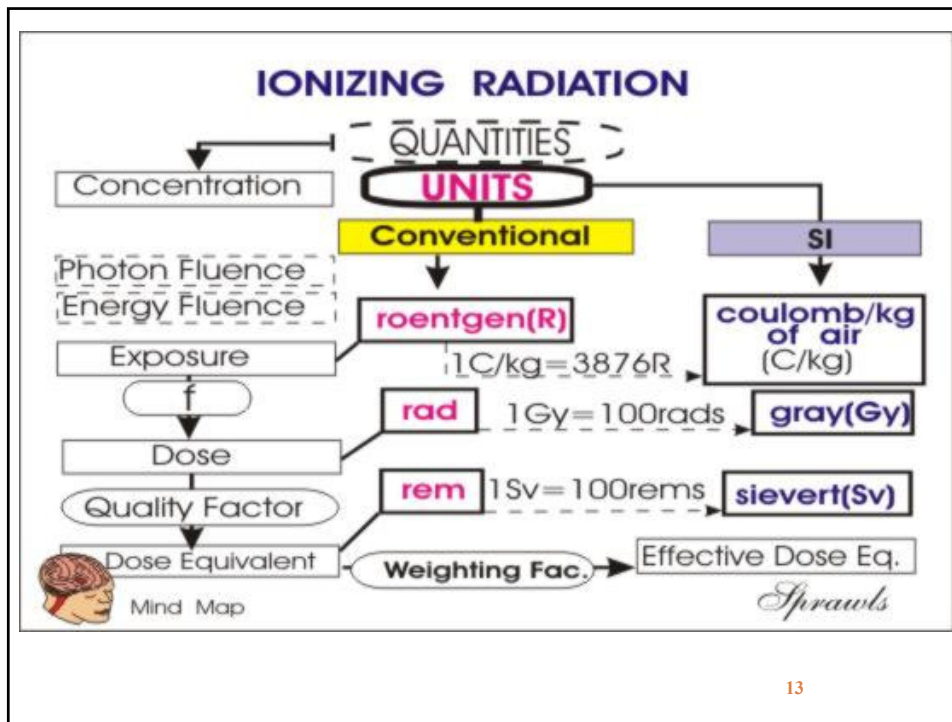 IONIZING RADIATION
QUANTITIES
Concentration
UNITS
Conventional
SI
Photon Fluence
Energy Fluence
roentgen(R)
coulomb/kg
of air
(C/kg)
Exposure
1C/kg=3876R
f
rad
1Gy=100rads
gray(Gy)
Dose
rem
1Sv=100rems
sievert(Sv)
Quality Factor
Dose Equivalent
Weighting Fac.
Effective Dose Eq.
Mind Map
Sprawls
13